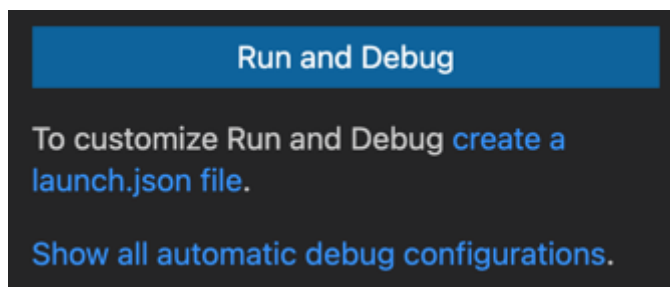 Run and Debug
To customize Run and Debug create a
launch.json file.
Show all automatic debug configurations.